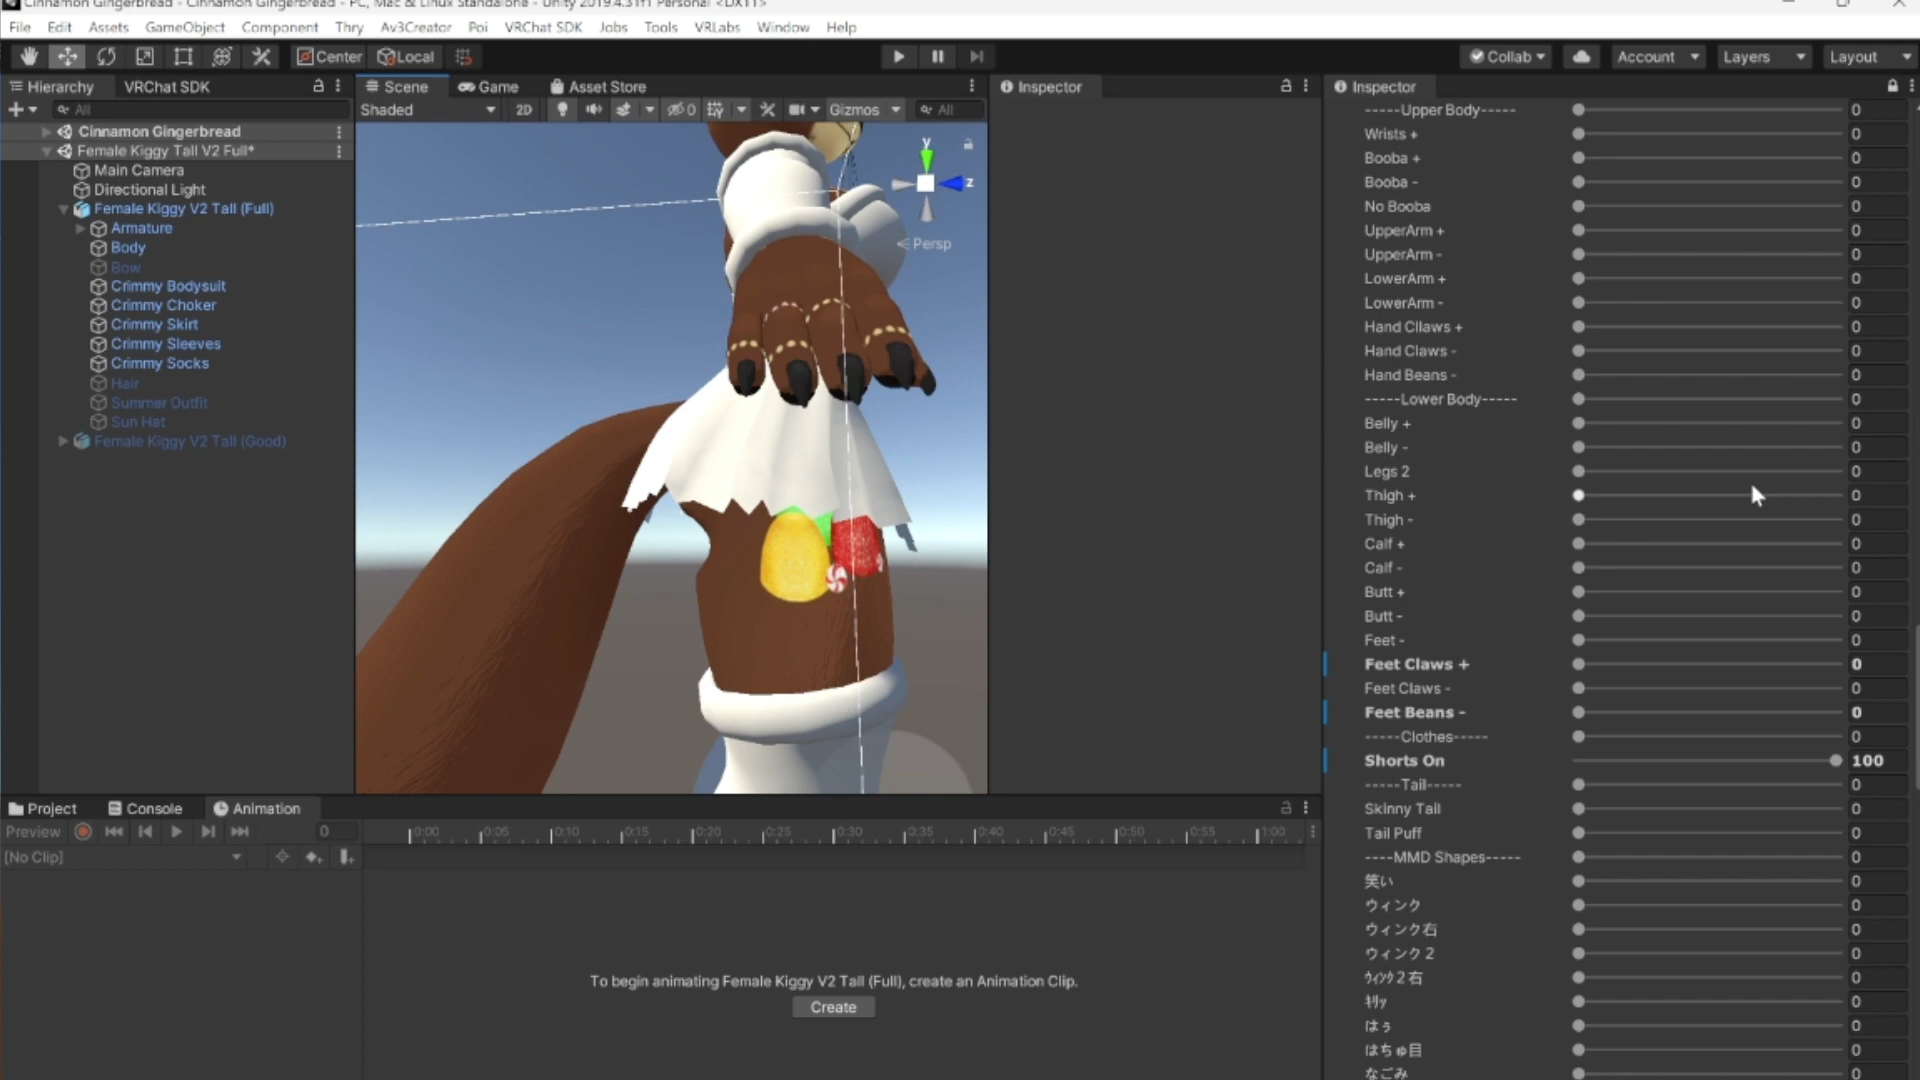 Cinnamon Gingerbread - Cinnamon Gingerbread - PC, Mac & Linux Standalone - Unity 2019.4.31f1 Personal <DX11>
File Edit Assets GameObject Component Thry Av3Creator Poi VRChat SDK Jobs Tools VRLabs Window Help
Center Local Collab Account Layers Layout
Hierarchy VRChat SDK
All
Cinnamon Gingerbread
Female Kiggy Tall V2 Full*
Main Camera
Directional Light
Female Kiggy V2 Tall (Full)
Armature
Body
Bow
Crimmy Bodysuit
Crimmy Choker
Crimmy Skirt
Crimmy Sleeves
Crimmy Socks
Hair
Summer Outfit
Sun Hat
Female Kiggy V2 Tall (Good)
Scene Game Asset Store
Shaded 2D 0 Gizmos All
y
z
Persp
Inspector
Inspector
-----Upper Body----- 0
Wrists + 0
Booba + 0
Booba - 0
No Booba 0
UpperArm + 0
UpperArm - 0
LowerArm + 0
LowerArm - 0
Hand Cllaws + 0
Hand Claws - 0
Hand Beans - 0
-----Lower Body----- 0
Belly + 0
Belly - 0
Legs 2 0
Thigh + 0
Thigh - 0
Calf + 0
Calf - 0
Butt + 0
Butt - 0
Feet - 0
Feet Claws + 0
Feet Claws - 0
Feet Beans - 0
-----Clothes----- 0
Shorts On 100
-----Tail----- 0
Skinny Tail 0
Tail Puff 0
----MMD Shapes----- 0
笑い 0
ウィンク 0
ウィンク右 0
ウィンク２ 0
ｳｨﾝｸ２右 0
ｷﾘｯ 0
はぅ 0
はちゅ目 0
なごみ 0
Project Console Animation
Preview 0 0:00 0:05 0:10 0:15 0:20 0:25 0:30 0:35 0:40 0:45 0:50 0:55 1:00
[No Clip]
To begin animating Female Kiggy V2 Tall (Full), create an Animation Clip.
Create